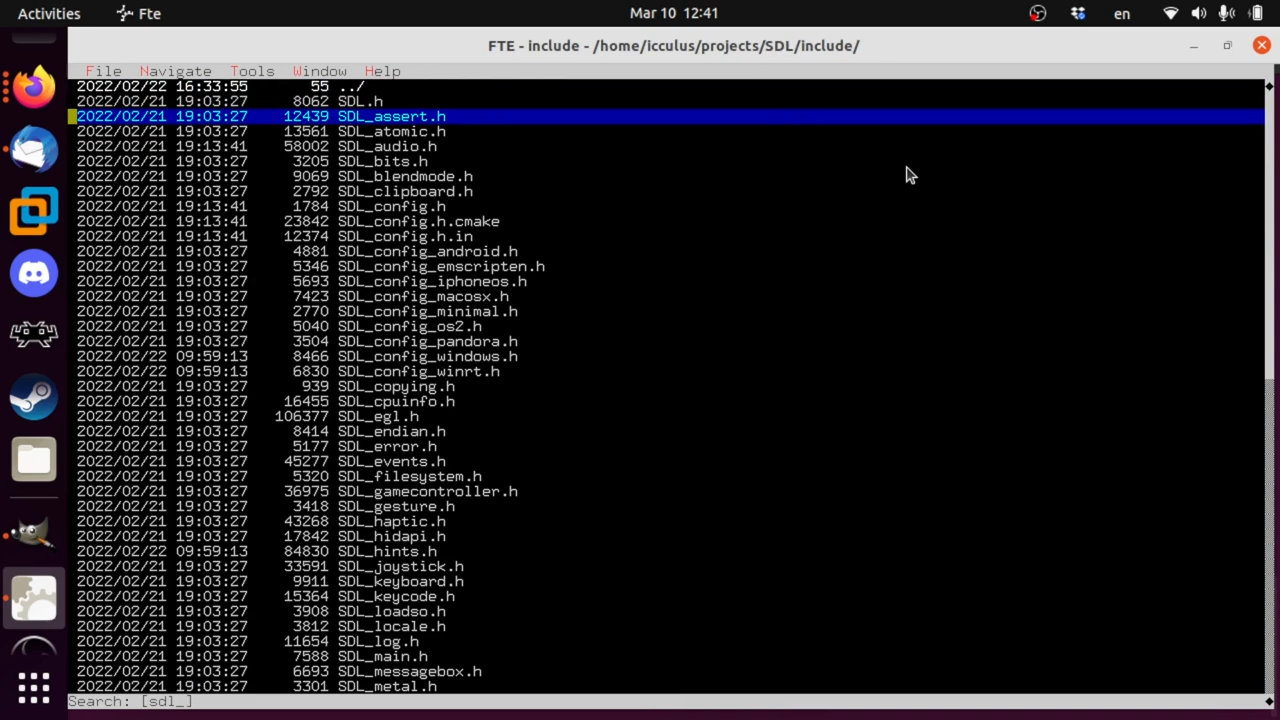 Activities Fte Mar 10 12:41 en
FTE - include - /home/icculus/projects/SDL/include/
File Navigate Tools Window Help
2022/02/22 16:33:55 55 ../
2022/02/21 19:03:27 8062 SDL.h
2022/02/21 19:03:27 12439 SDL_assert.h
2022/02/21 19:03:27 13561 SDL_atomic.h
2022/02/21 19:13:41 58002 SDL_audio.h
2022/02/21 19:03:27 3205 SDL_bits.h
2022/02/21 19:03:27 9069 SDL_blendmode.h
2022/02/21 19:03:27 2792 SDL_clipboard.h
2022/02/21 19:13:41 1784 SDL_config.h
2022/02/21 19:13:41 23842 SDL_config.h.cmake
2022/02/21 19:13:41 12374 SDL_config.h.in
2022/02/21 19:03:27 4881 SDL_config_android.h
2022/02/21 19:03:27 5346 SDL_config_emscripten.h
2022/02/21 19:03:27 5693 SDL_config_iphoneos.h
2022/02/21 19:03:27 7423 SDL_config_macosx.h
2022/02/21 19:03:27 2770 SDL_config_minimal.h
2022/02/21 19:03:27 5040 SDL_config_os2.h
2022/02/21 19:03:27 3504 SDL_config_pandora.h
2022/02/22 09:59:13 8466 SDL_config_windows.h
2022/02/22 09:59:13 6830 SDL_config_winrt.h
2022/02/21 19:03:27 939 SDL_copying.h
2022/02/21 19:03:27 16455 SDL_cpuinfo.h
2022/02/21 19:03:27 106377 SDL_egl.h
2022/02/21 19:03:27 8414 SDL_endian.h
2022/02/21 19:03:27 5177 SDL_error.h
2022/02/21 19:03:27 45277 SDL_events.h
2022/02/21 19:03:27 5320 SDL_filesystem.h
2022/02/21 19:03:27 36975 SDL_gamecontroller.h
2022/02/21 19:03:27 3418 SDL_gesture.h
2022/02/21 19:03:27 43268 SDL_haptic.h
2022/02/21 19:03:27 17842 SDL_hidapi.h
2022/02/22 09:59:13 84830 SDL_hints.h
2022/02/21 19:03:27 33591 SDL_joystick.h
2022/02/21 19:03:27 9911 SDL_keyboard.h
2022/02/21 19:03:27 15364 SDL_keycode.h
2022/02/21 19:03:27 3908 SDL_loadso.h
2022/02/21 19:03:27 3812 SDL_locale.h
2022/02/21 19:03:27 11654 SDL_log.h
2022/02/21 19:03:27 7588 SDL_main.h
2022/02/21 19:03:27 6693 SDL_messagebox.h
2022/02/21 19:03:27 3301 SDL_metal.h
Search: [sdl_]